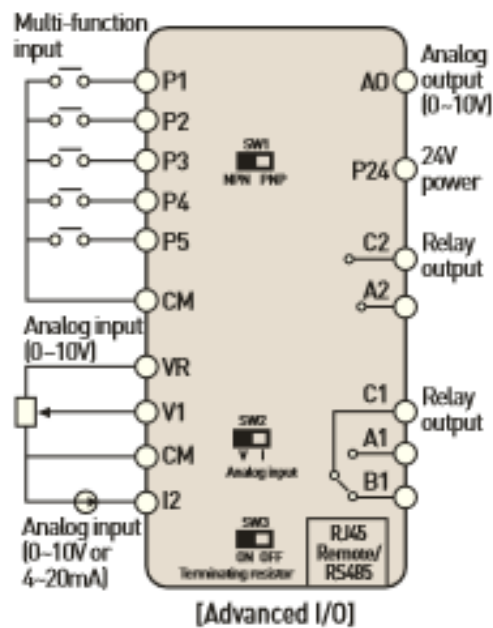 Multi-function
input
P1
P2
P3
P4
P5
CM
Analog input
(0~10V)
VR
V1
CM
I2
Analog input
(0~10V or
4~20mA)
SW1
NPN PNP
SW2
V I
Analog input
SW3
ON OFF
Terminating resistor
RJ45
Remote/
RS485
AO
Analog
output
(0~10V)
P24
24V
power
C2
Relay
output
A2
C1
Relay
output
A1
B1
[Advanced I/O]